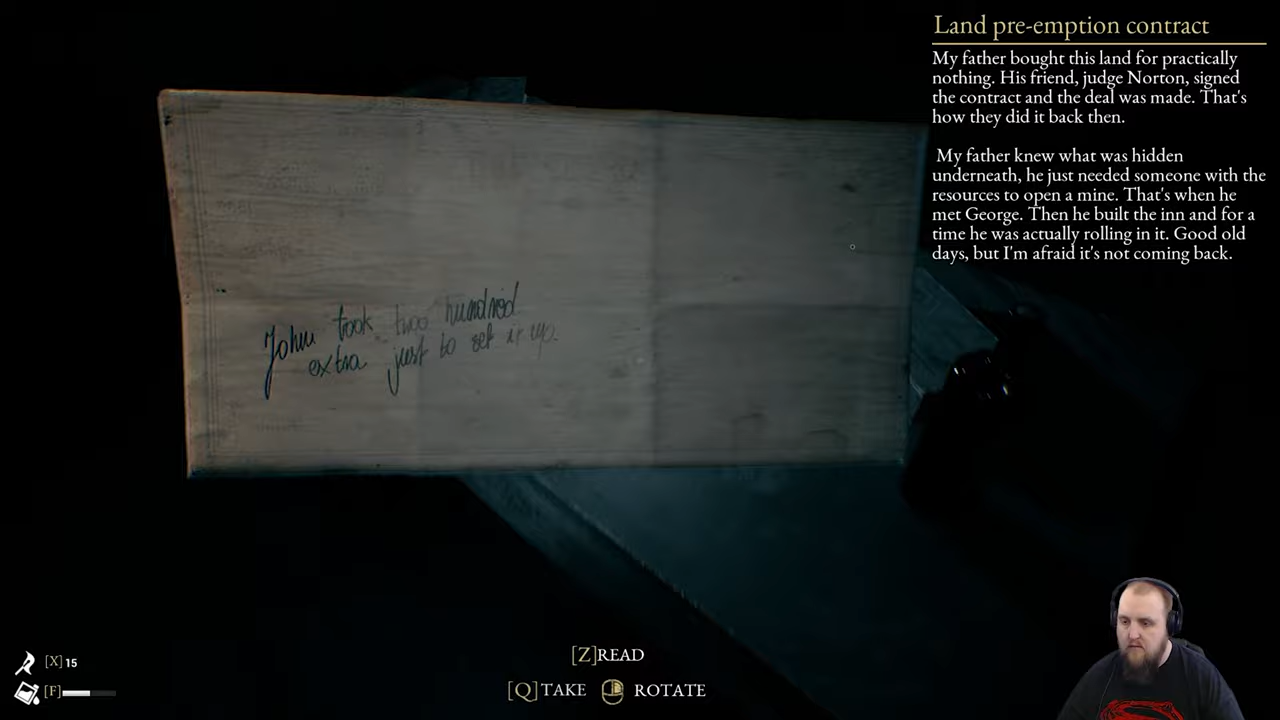 Land pre-emption contract
My father bought this land for practically
nothing. His friend, judge Norton, signed
the contract and the deal was made. That's
how they did it back then.
My father knew what was hidden
underneath, he just needed someone with the
resources to open a mine. That's when he
met George. Then he built the inn and for a
time he was actually rolling in it. Good old
days, but I'm afraid it's not coming back.
John took two hundred
extra just to set it up.
[Z]READ
[Q]TAKE ROTATE
[X] 15
[F]